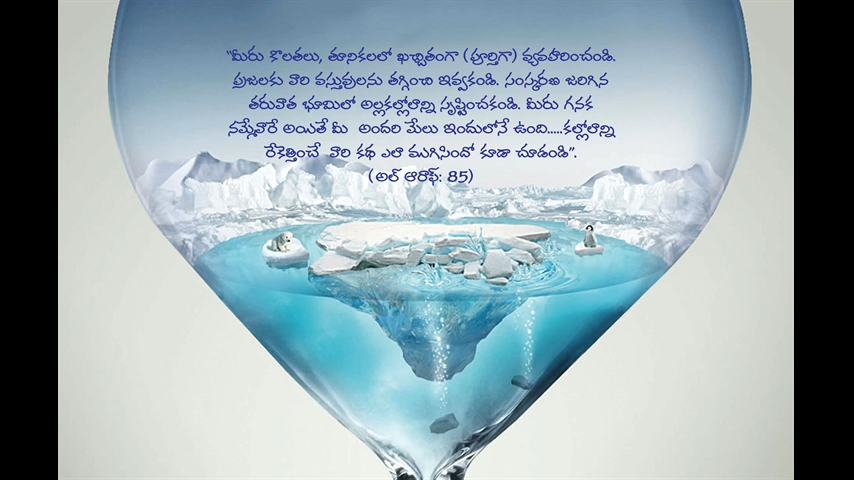 "మీరు కొలతలు, తూనికలలో ఖచ్చితంగా (పూర్తిగా) వ్యవహరించండి.
ప్రజలకు వారి వస్తువులను తగ్గించి ఇవ్వకండి. సంస్కరణ జరిగిన
తరువాత భూమిలో అల్లకల్లోలాన్ని సృష్టించకండి. మీరు గనక
నమ్మేవారే అయితే మీ అందరి మేలు ఇందులోనే ఉంది.....కల్లోలాన్ని
రేకెత్తించే వారి కథ ఎలా ముగిసిందో కూడా చూడండి".
(అల్ ఆరాఫ్: 85)